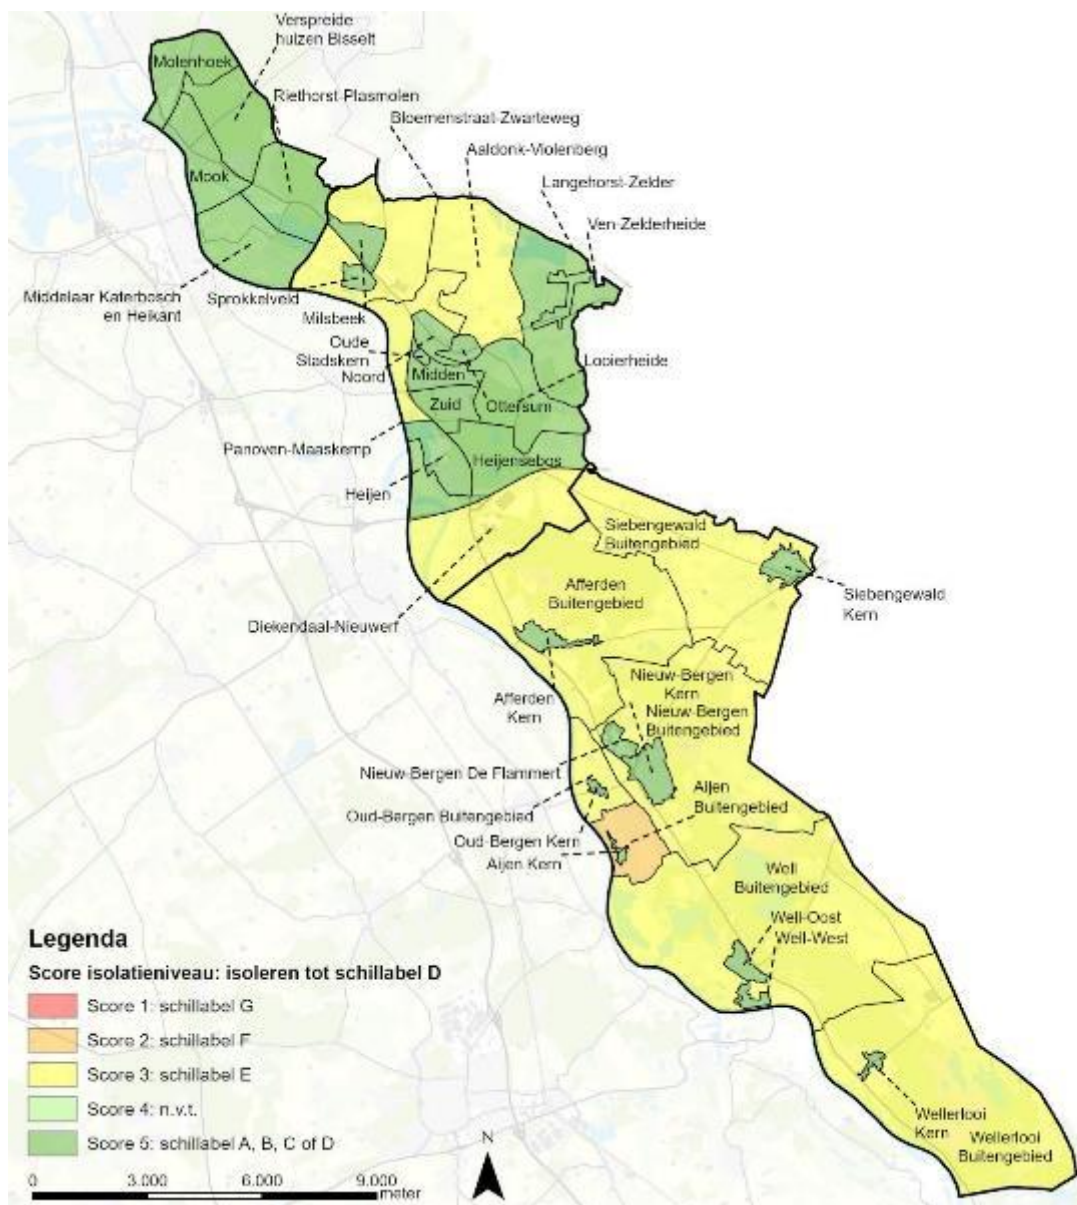 Verspreide
huizen Bisselt
Molenhoek
Riethorst-Plasmolen
Bloemenstraat-Zwarteweg
Aaldonk-Violenberg
Langehorst-Zelder
Mook
Ven-Zelderheide
Middelaar Katerbosch
en Heikant
Sprokkelveld
Milsbeek
Oude
Stadskern
Noord
Looierheide
Midden
Zuid
Ottersum
Panoven-Maaskemp
Heijensebos
Heijen
Siebengewald
Buitengebied
Afferden
Buitengebied
Siebengewald
Kern
Diekendaal-Nieuwerf
Nieuw-Bergen
Kern
Afferden
Kern
Nieuw-Bergen
Buitengebied
Nieuw-Bergen De Flammert
Aijen
Buitengebied
Oud-Bergen Buitengebied
Oud-Bergen Kern
Aijen Kern
Well
Buitengebied
Well-Oost
Well-West
Wellerlooi
Kern
Wellerlooi
Buitengebied
Legenda
Score isolatieniveau: isoleren tot schillabel D
Score 1: schillabel G
Score 2: schillabel F
Score 3: schillabel E
Score 4: n.v.t.
Score 5: schillabel A, B, C of D
N
0 3.000 6.000 9.000
meter